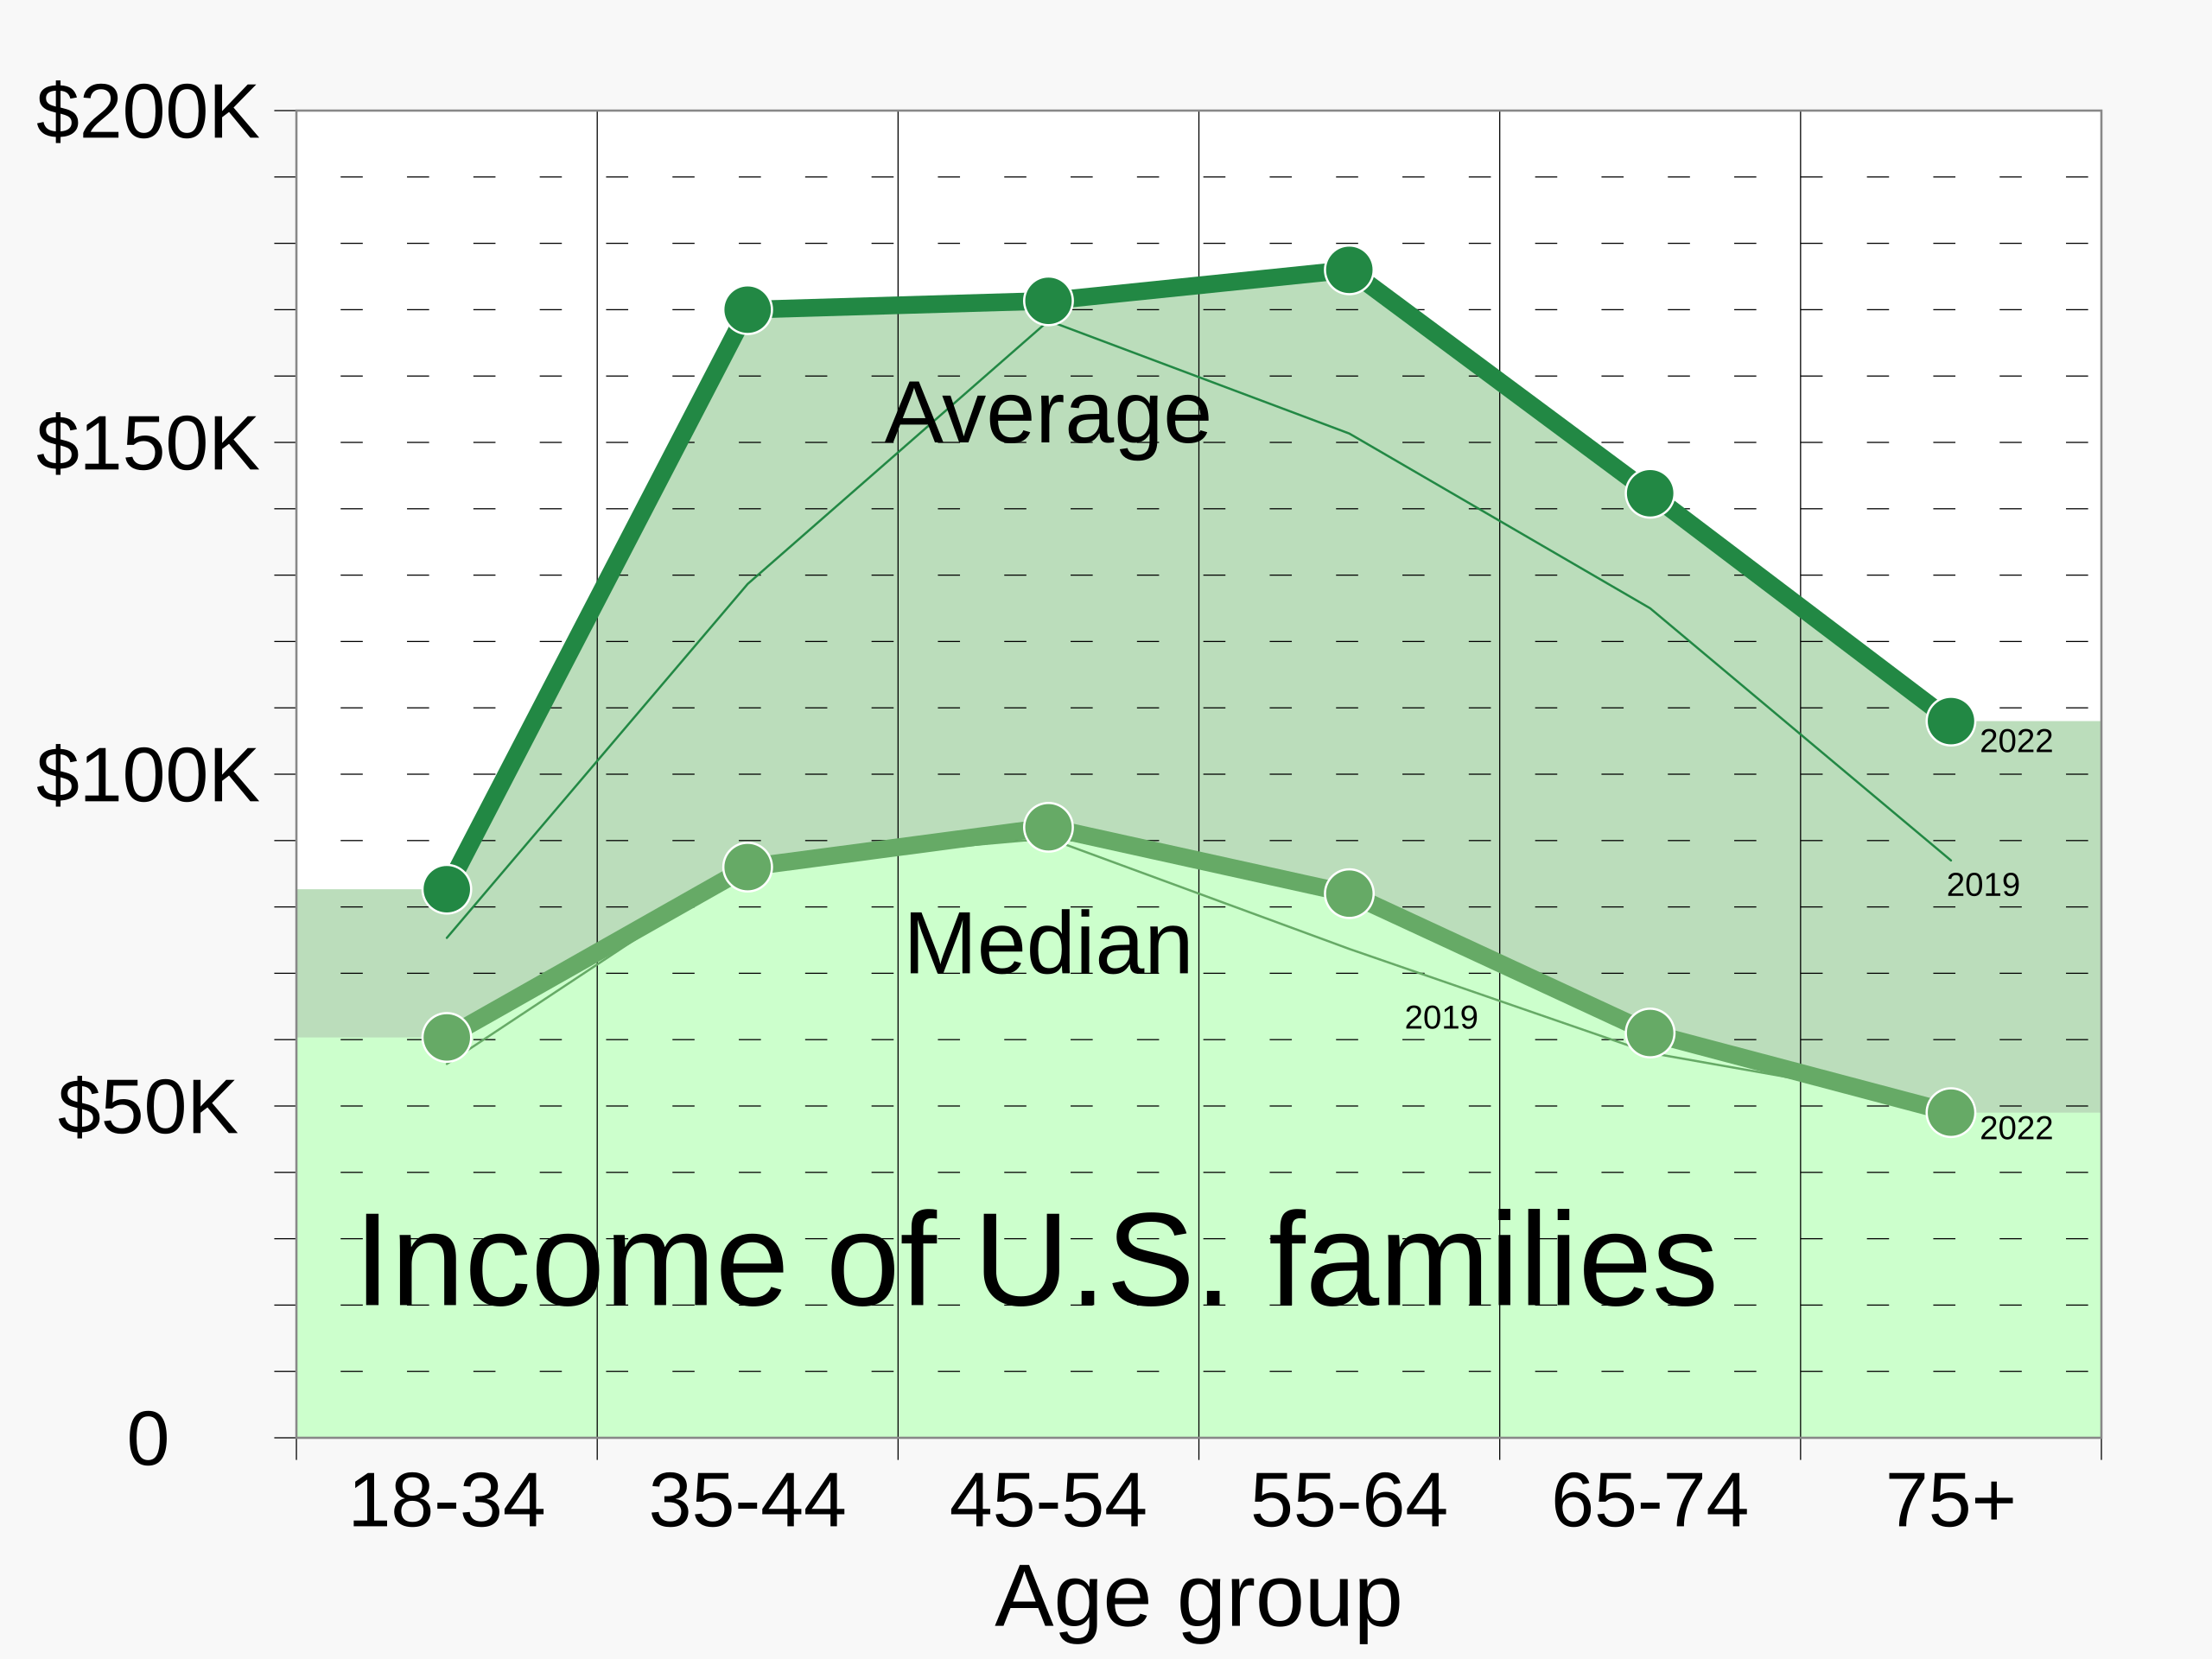 $200K
$150K
Average
$100K
2022
2019
Median
2019
$50K
2022
Income of U.S. families
0
18-34 35-44 45-54 55-64 65-74 75+
Age group